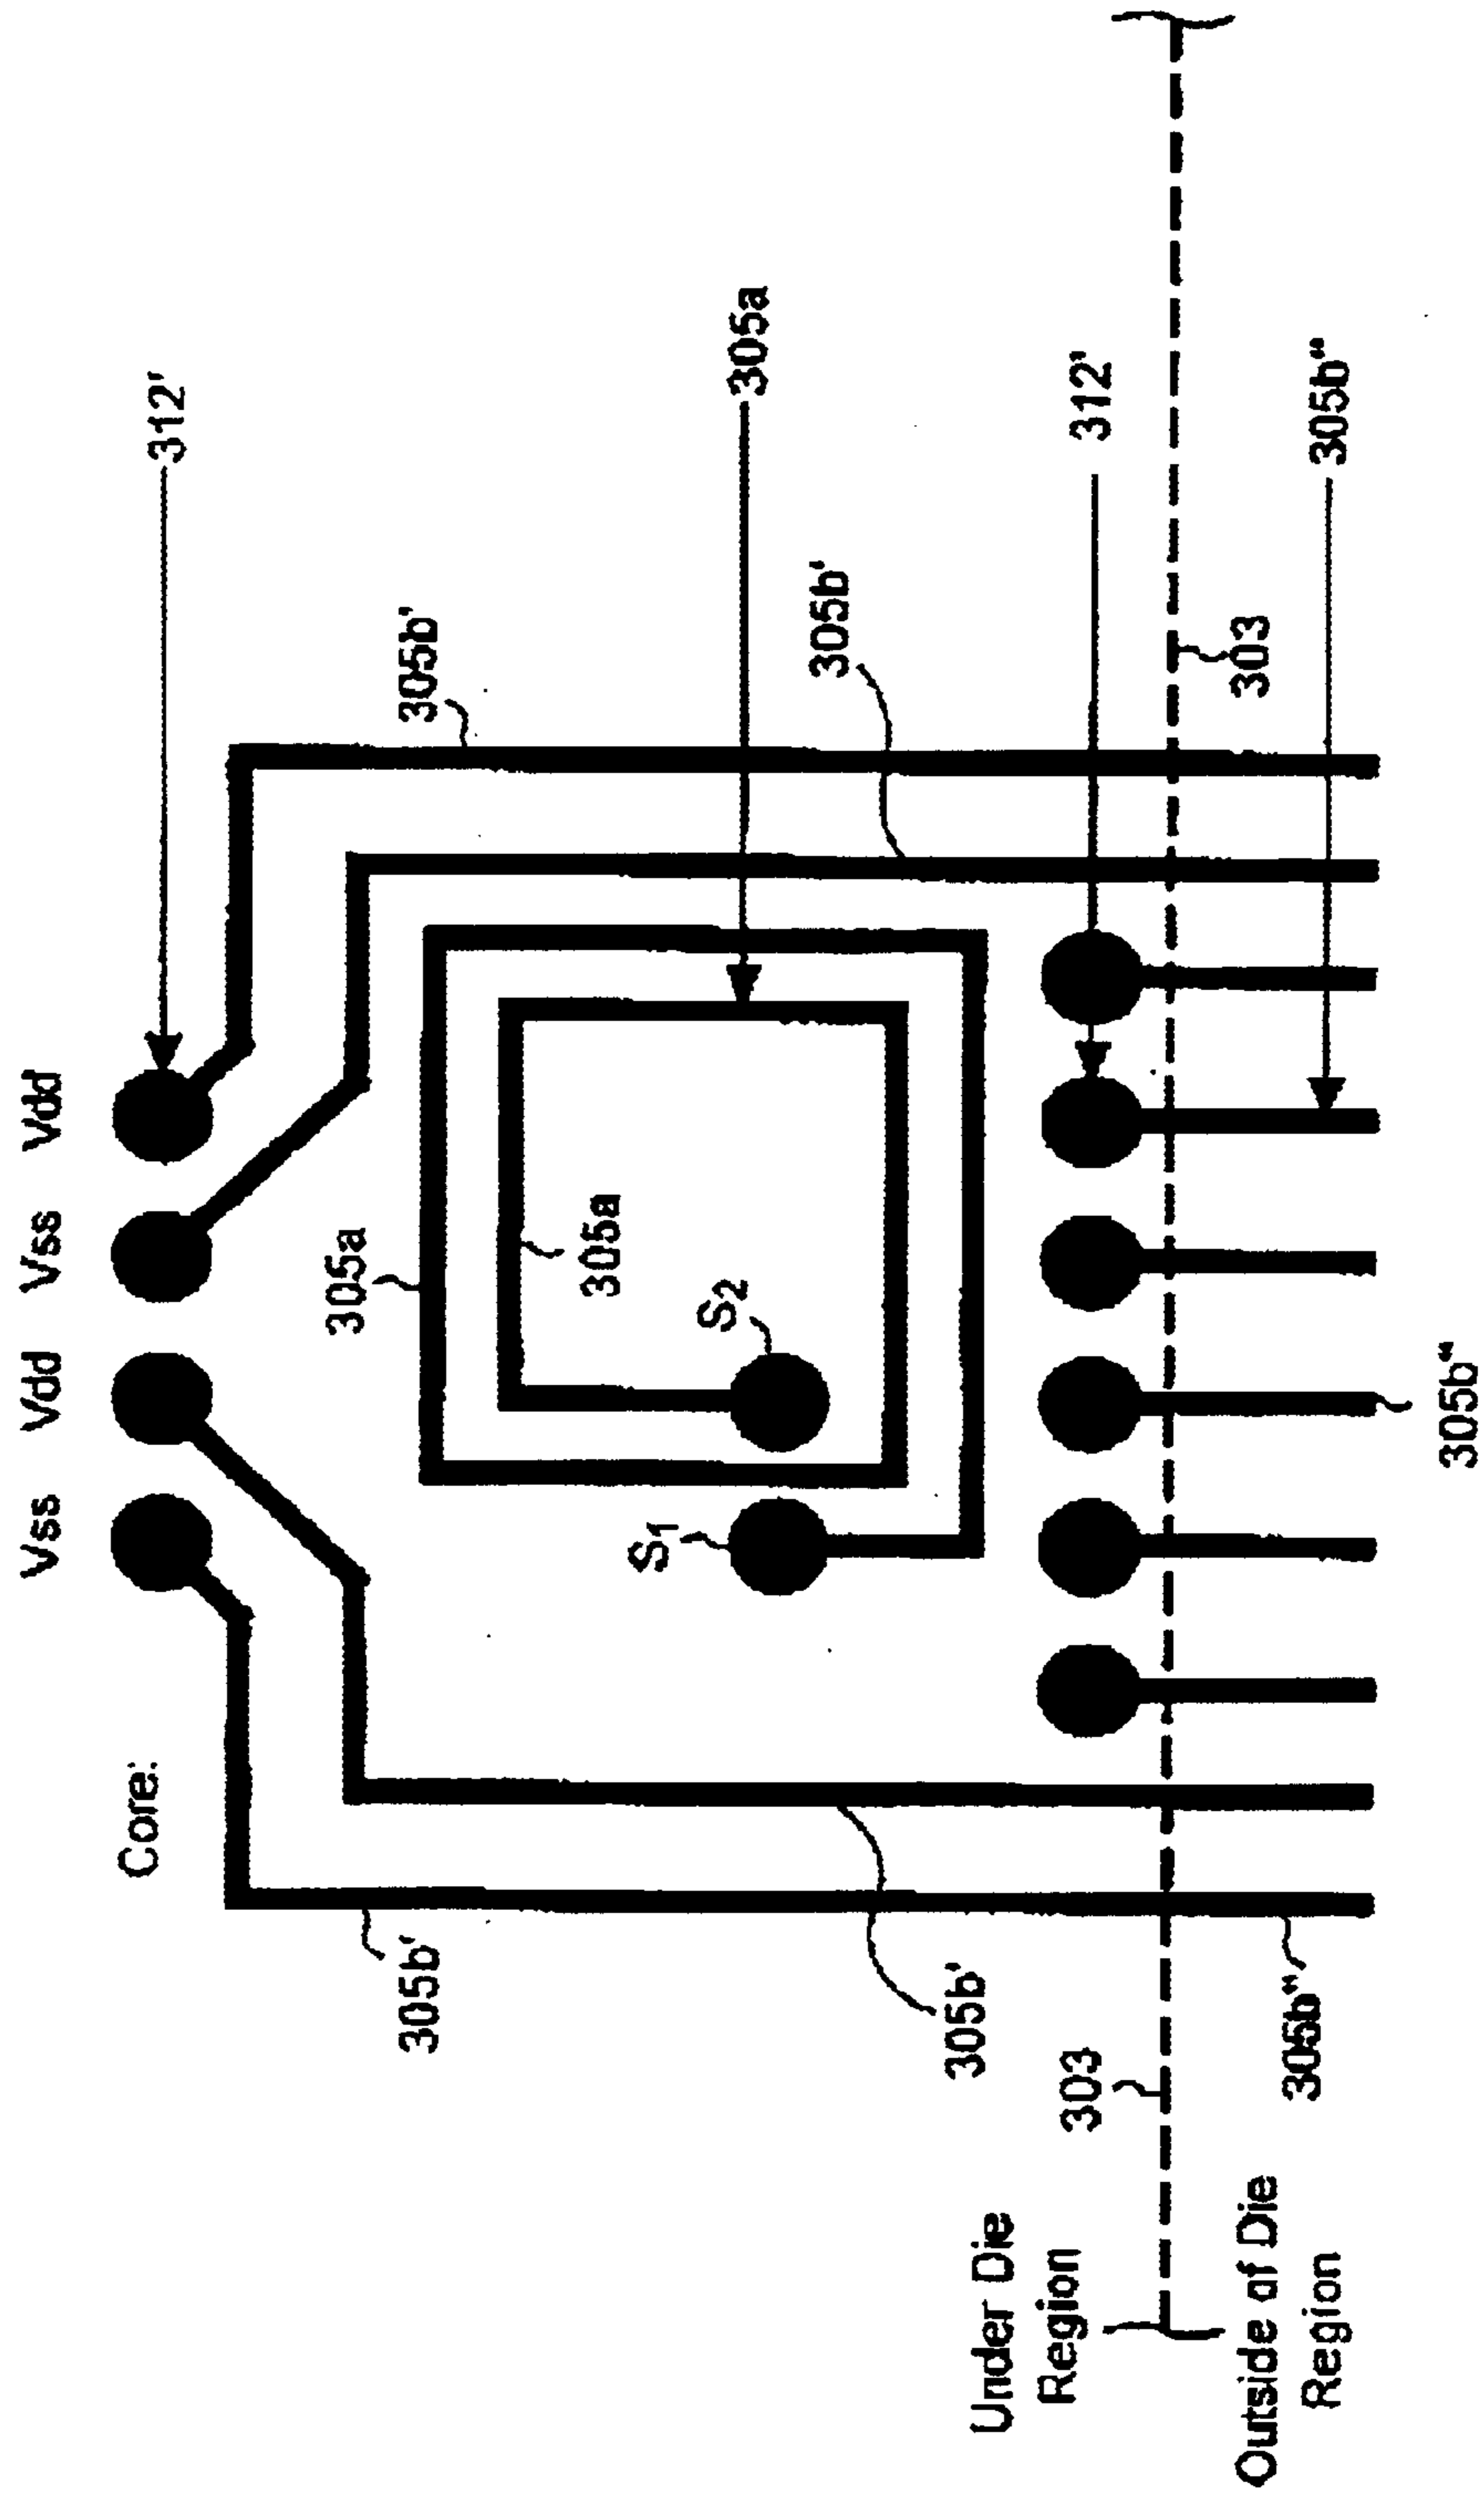 Vss Vdd Vss Vdd
Core:
312'
305a
305b'
305b'
305a
S1
S2
305a
305b'
305b'
Under Die
Region
303
312'
303
Outside of Die
Region
305b"
305b"
305b"